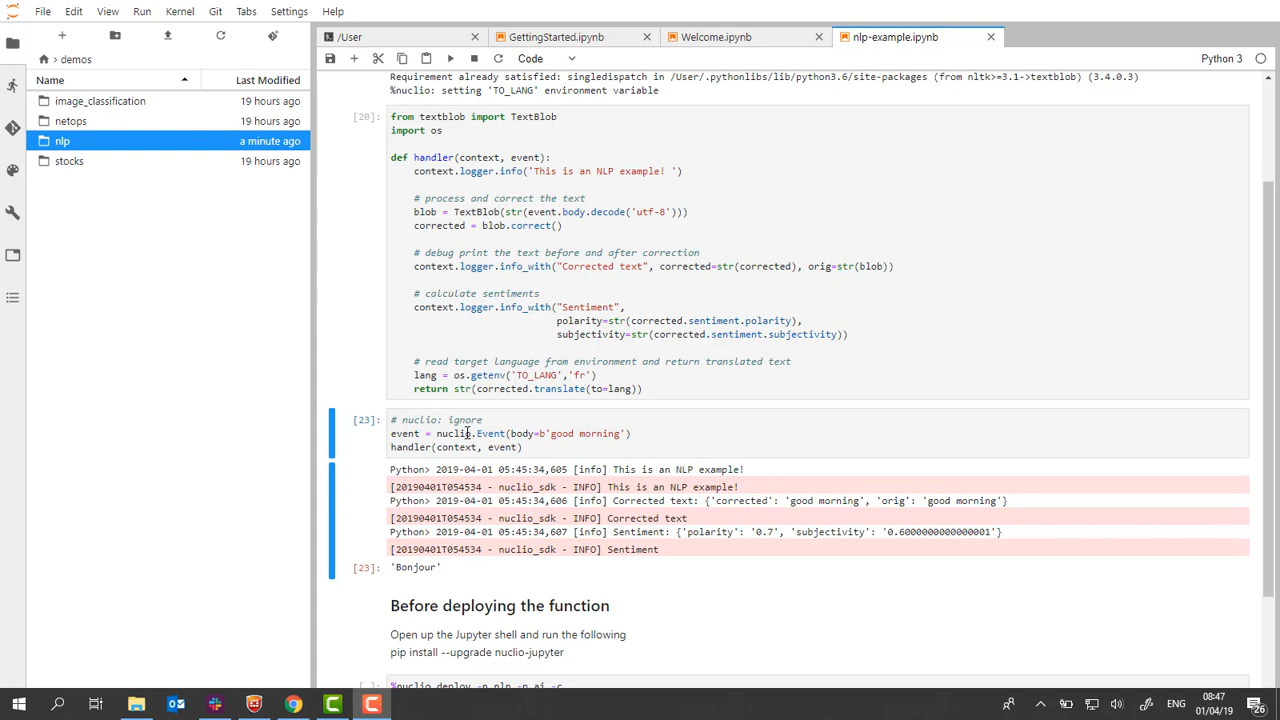 File Edit View Run Kernel Git Tabs Settings Help
/User
GettingStarted.ipynb
Welcome.ipynb
nlp-example.ipynb
demos
Code
Python 3
Name Last Modified
image_classification 19 hours ago
netops 19 hours ago
nlp a minute ago
stocks 19 hours ago
Requirement already satisfied: singledispatch in /User/.pythonlibs/lib/python3.6/site-packages (from nltk>=3.1->textblob) (3.4.0.3)
%nuclio: setting 'TO_LANG' environment variable
[20]: from textblob import TextBlob
import os
def handler(context, event):
context.logger.info('This is an NLP example! ')
# process and correct the text
blob = TextBlob(str(event.body.decode('utf-8')))
corrected = blob.correct()
# debug print the text before and after correction
context.logger.info_with("Corrected text", corrected=str(corrected), orig=str(blob))
# calculate sentiments
context.logger.info_with("Sentiment",
polarity=str(corrected.sentiment.polarity),
subjectivity=str(corrected.sentiment.subjectivity))
# read target language from environment and return translated text
lang = os.getenv('TO_LANG','fr')
return str(corrected.translate(to=lang))
[23]: # nuclio: ignore
event = nuclio.Event(body=b'good morning')
handler(context, event)
Python> 2019-04-01 05:45:34,605 [info] This is an NLP example!
[20190401T054534 - nuclio_sdk - INFO] This is an NLP example!
Python> 2019-04-01 05:45:34,606 [info] Corrected text: {'corrected': 'good morning', 'orig': 'good morning'}
[20190401T054534 - nuclio_sdk - INFO] Corrected text
Python> 2019-04-01 05:45:34,607 [info] Sentiment: {'polarity': '0.7', 'subjectivity': '0.6000000000000001'}
[20190401T054534 - nuclio_sdk - INFO] Sentiment
[23]: 'Bonjour'
Before deploying the function
Open up the Jupyter shell and run the following
pip install --upgrade nuclio-jupyter
[ ]: %nuclio deploy -n nlp -p ai -c
ENG
08:47
01/04/19
26